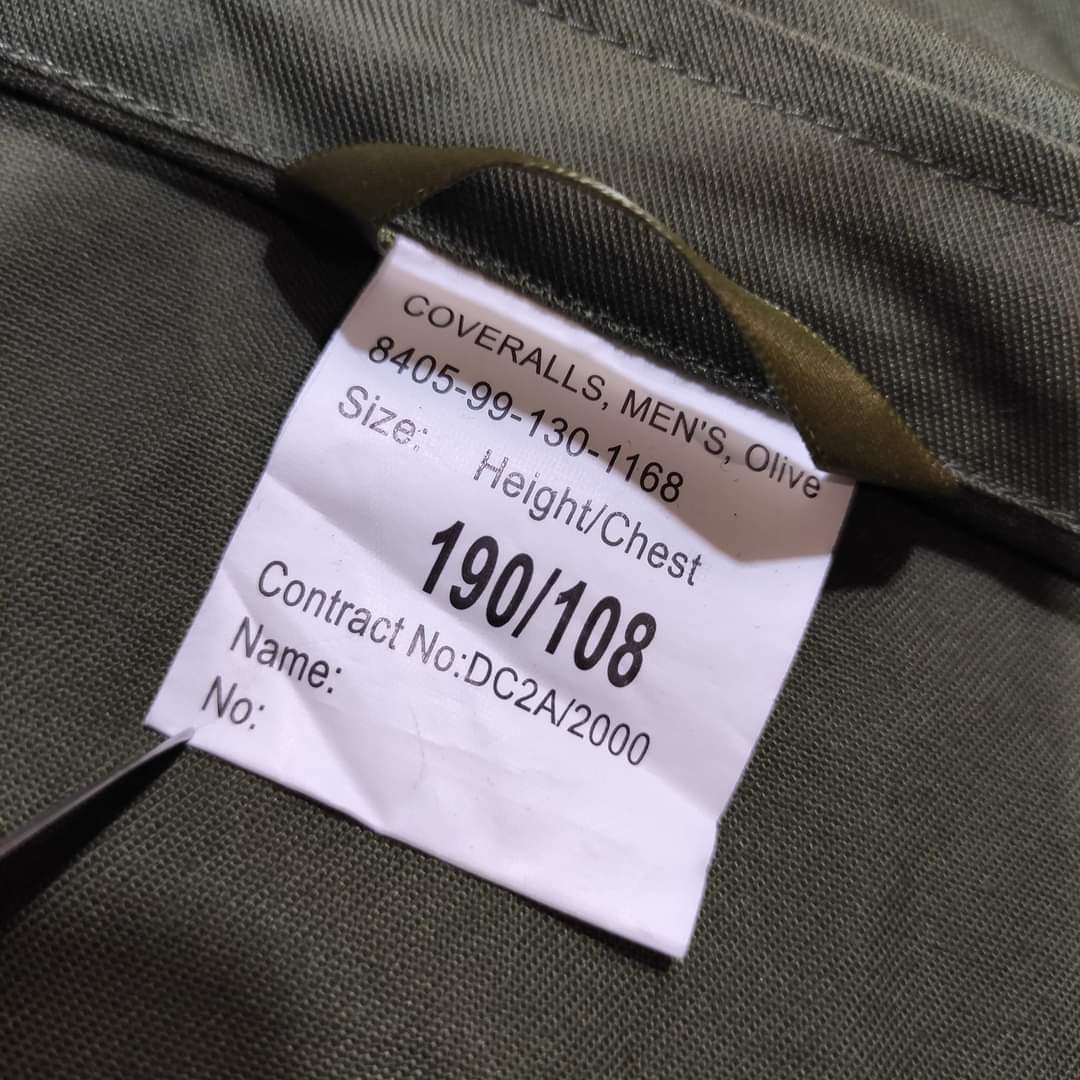 COVERALLS, MEN'S, Olive
8405-99-130-1168
Size:
Height/Chest
190/108
Contract No:DC2A/2000
Name:
No: